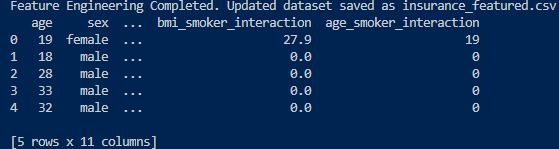 Feature Engineering Completed. Updated dataset saved as insurance_featured.csv
   age     sex  ...  bmi_smoker_interaction  age_smoker_interaction
0   19  female  ...                    27.9                      19
1   18    male  ...                     0.0                       0
2   28    male  ...                     0.0                       0
3   33    male  ...                     0.0                       0
4   32    male  ...                     0.0                       0
[5 rows x 11 columns]